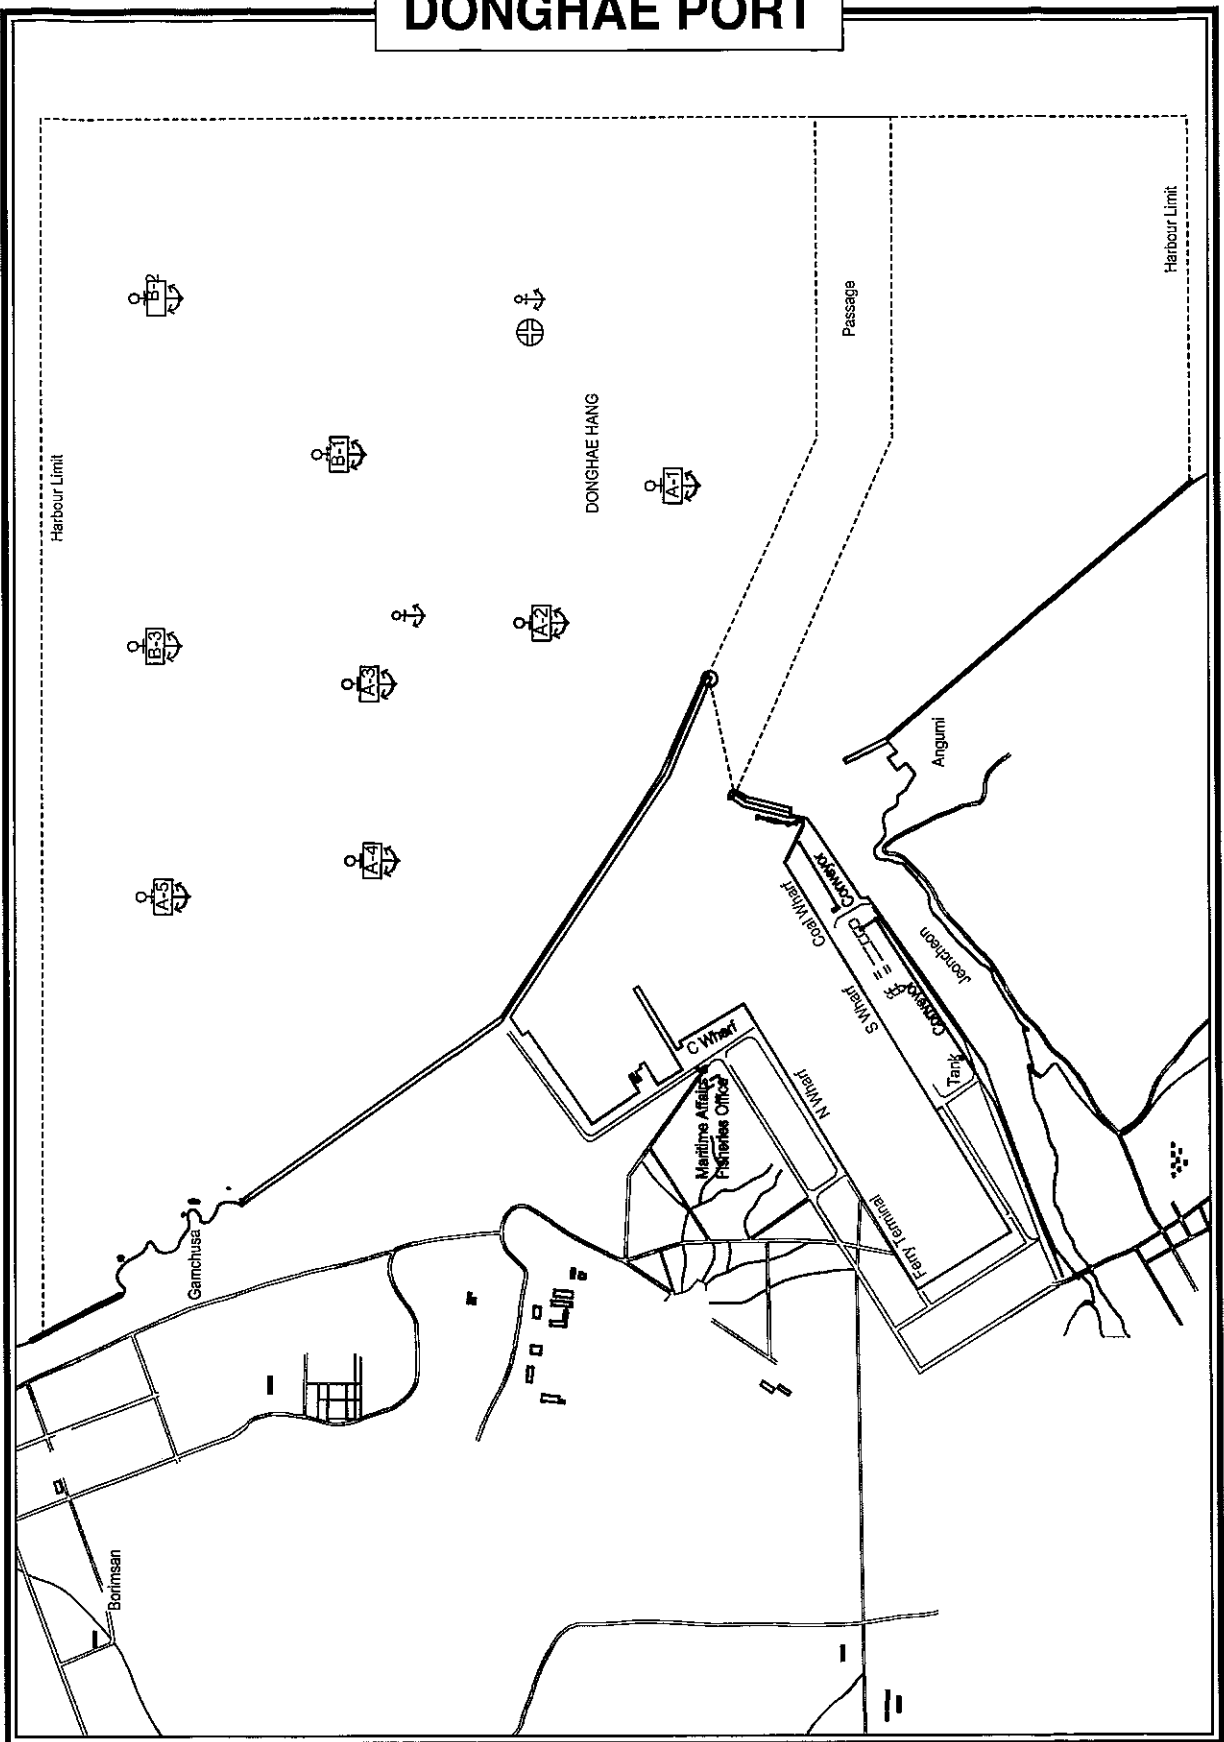 DONGHAE PORT
Harbour Limit
Harbour Limit
B-2
Passage
B-1
DONGHAE HANG
A-1
B-3
A-3
A-2
A-5
A-4
Angumi
Coal Wharf
Conveyor
Jeoncheon
S Wharf
Conveyor
C Wharf
Tank
N Wharf
Maritime Affairs
Fisheries Office
Gamchusa
Ferry Terminal
Borimsan